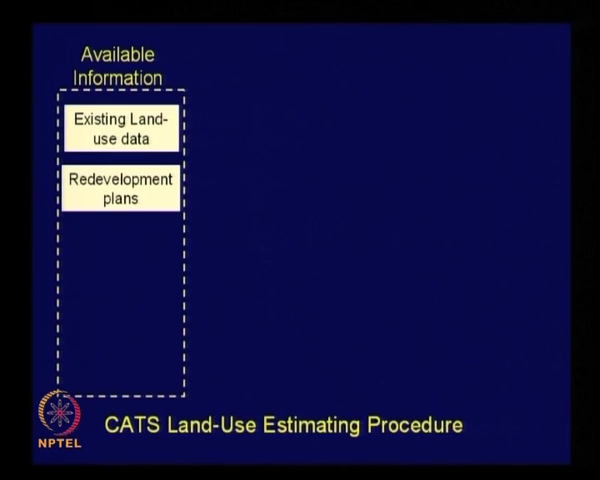 Available
Information
Existing Land-
use data
Redevelopment
plans
CATS Land-Use Estimating Procedure
NPTEL